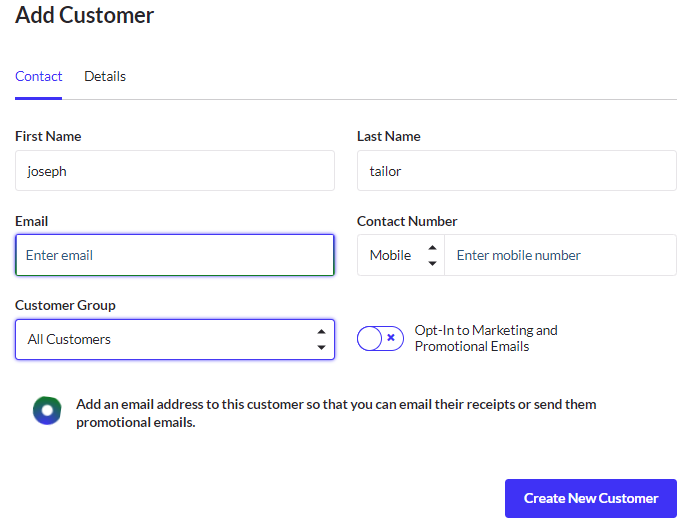 Add Customer
Contact Details
First Name Last Name
joseph tailor
Email Contact Number
Enter email Mobile Enter mobile number
Customer Group
All Customers Opt-In to Marketing and
Promotional Emails
Add an email address to this customer so that you can email their receipts or send them
promotional emails.
Create New Customer